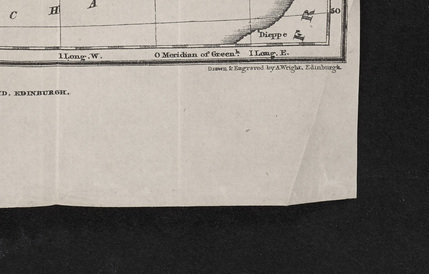 C H A
50
Dieppe
1 Long. W. 0 Meridian of Green.h 1 Long. E.
Drawn & Engraved by A.Wright, Edinburgh.
D. EDINBURGH.